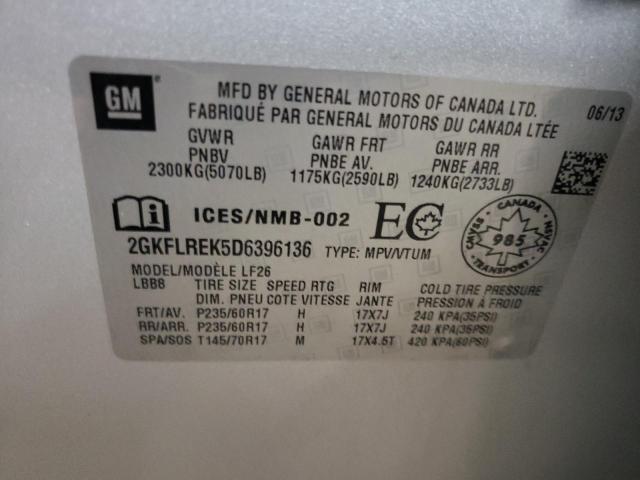 GM
MFD BY GENERAL MOTORS OF CANADA LTD.
FABRIQUÉ PAR GENERAL MOTORS DU CANADA LTÉE
06/13
GVWR GAWR FRT GAWR RR
PNBV PNBE AV. PNBE ARR.
2300KG(5070LB) 1175KG(2590LB) 1240KG(2733LB)
i ICES/NMB-002 EC
CANADA
CMVSS 985 NSVAC
TRANSPORT
2GKFLREK5D6396136 TYPE: MPV/VTUM
MODEL/MODÈLE LF26
LBB8 TIRE SIZE SPEED RTG RIM COLD TIRE PRESSURE
DIM. PNEU COTE VITESSE JANTE PRESSION À FROID
FRT/AV. P235/60R17 H 17X7J 240 KPA(35PSI)
RR/ARR. P235/60R17 H 17X7J 240 KPA(35PSI)
SPA/SOS T145/70R17 M 17X4.5T 420 KPA(60PSI)